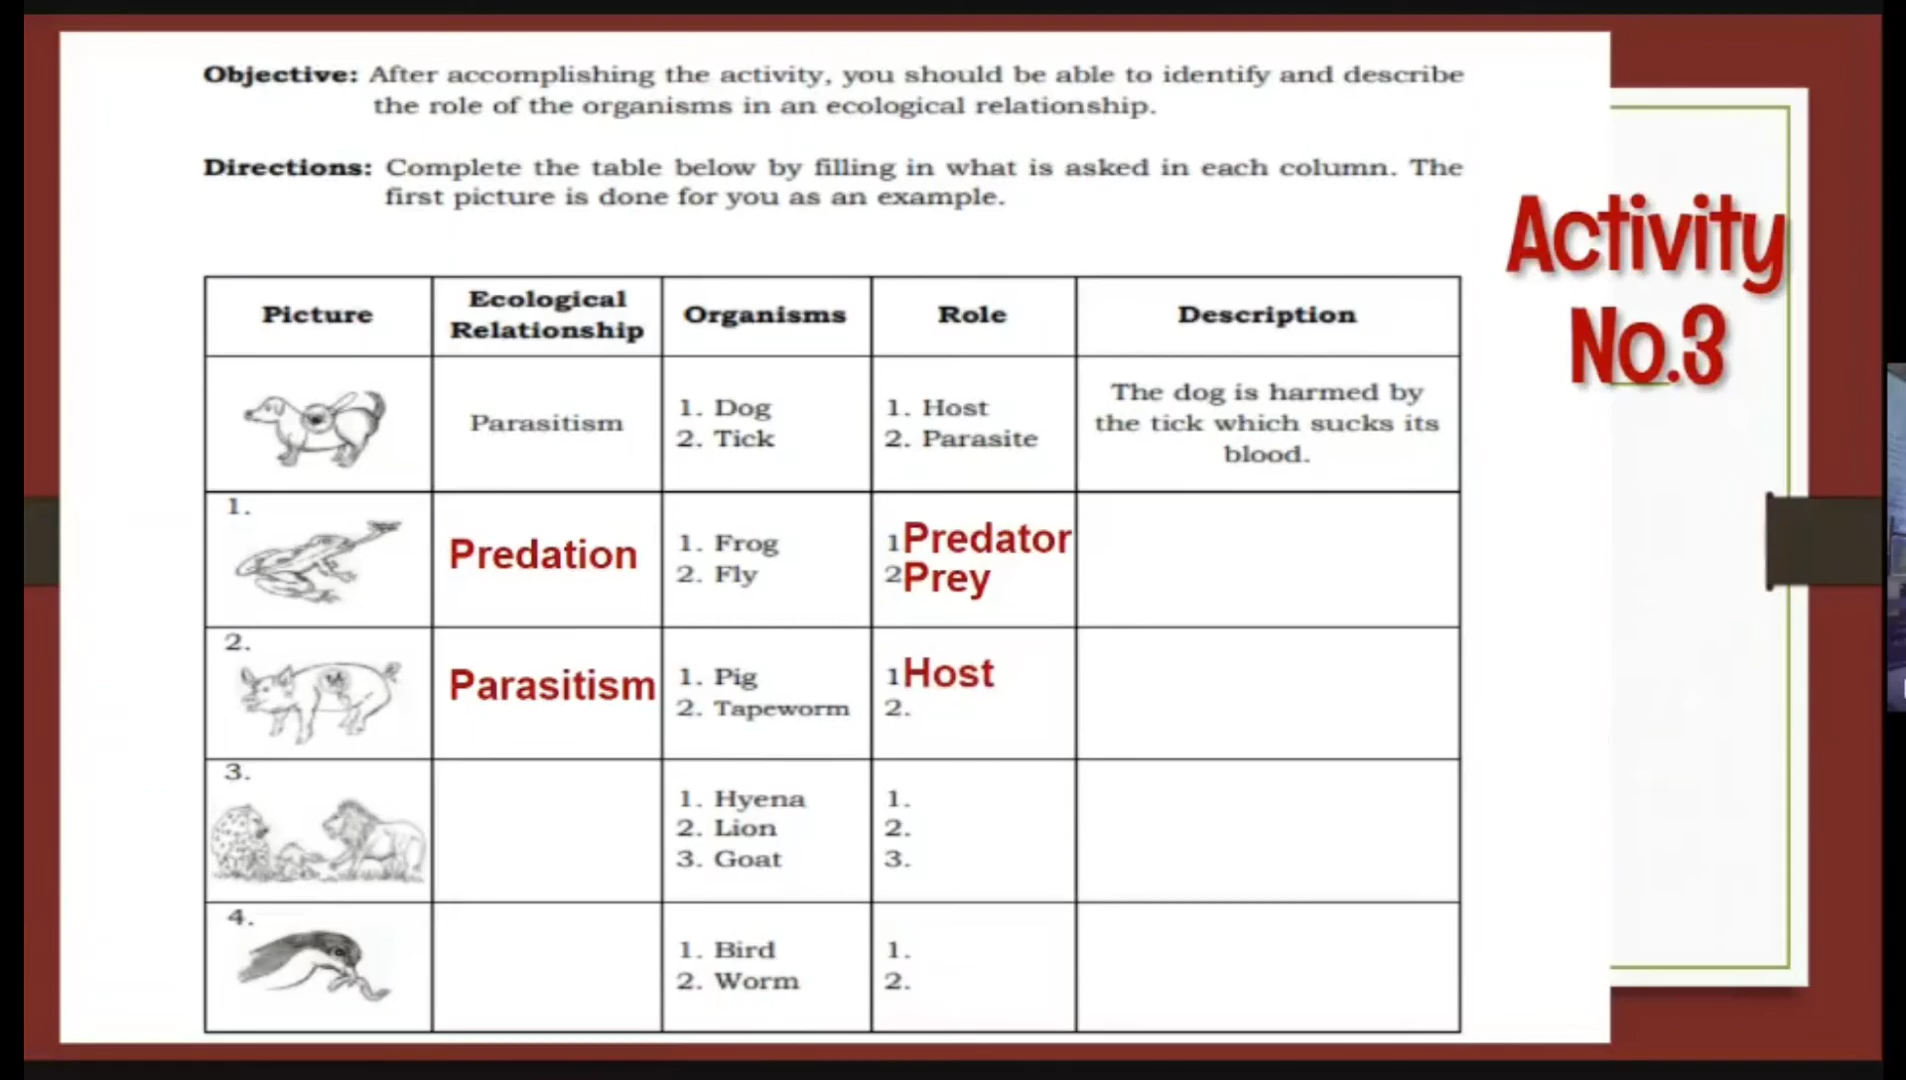 Objective: After accomplishing the activity, you should be able to identify and describe
the role of the organisms in an ecological relationship.
Directions: Complete the table below by filling in what is asked in each column. The
first picture is done for you as an example.
Activity
No.3
Picture
Ecological
Relationship
Organisms
Role
Description
Parasitism
1. Dog
2. Tick
1. Host
2. Parasite
The dog is harmed by
the tick which sucks its
blood.
1.
Predation
1. Frog
2. Fly
1Predator
2Prey
2.
Parasitism
1. Pig
2. Tapeworm
1Host
2.
3.
1. Hyena
2. Lion
3. Goat
1.
2.
3.
4.
1. Bird
2. Worm
1.
2.